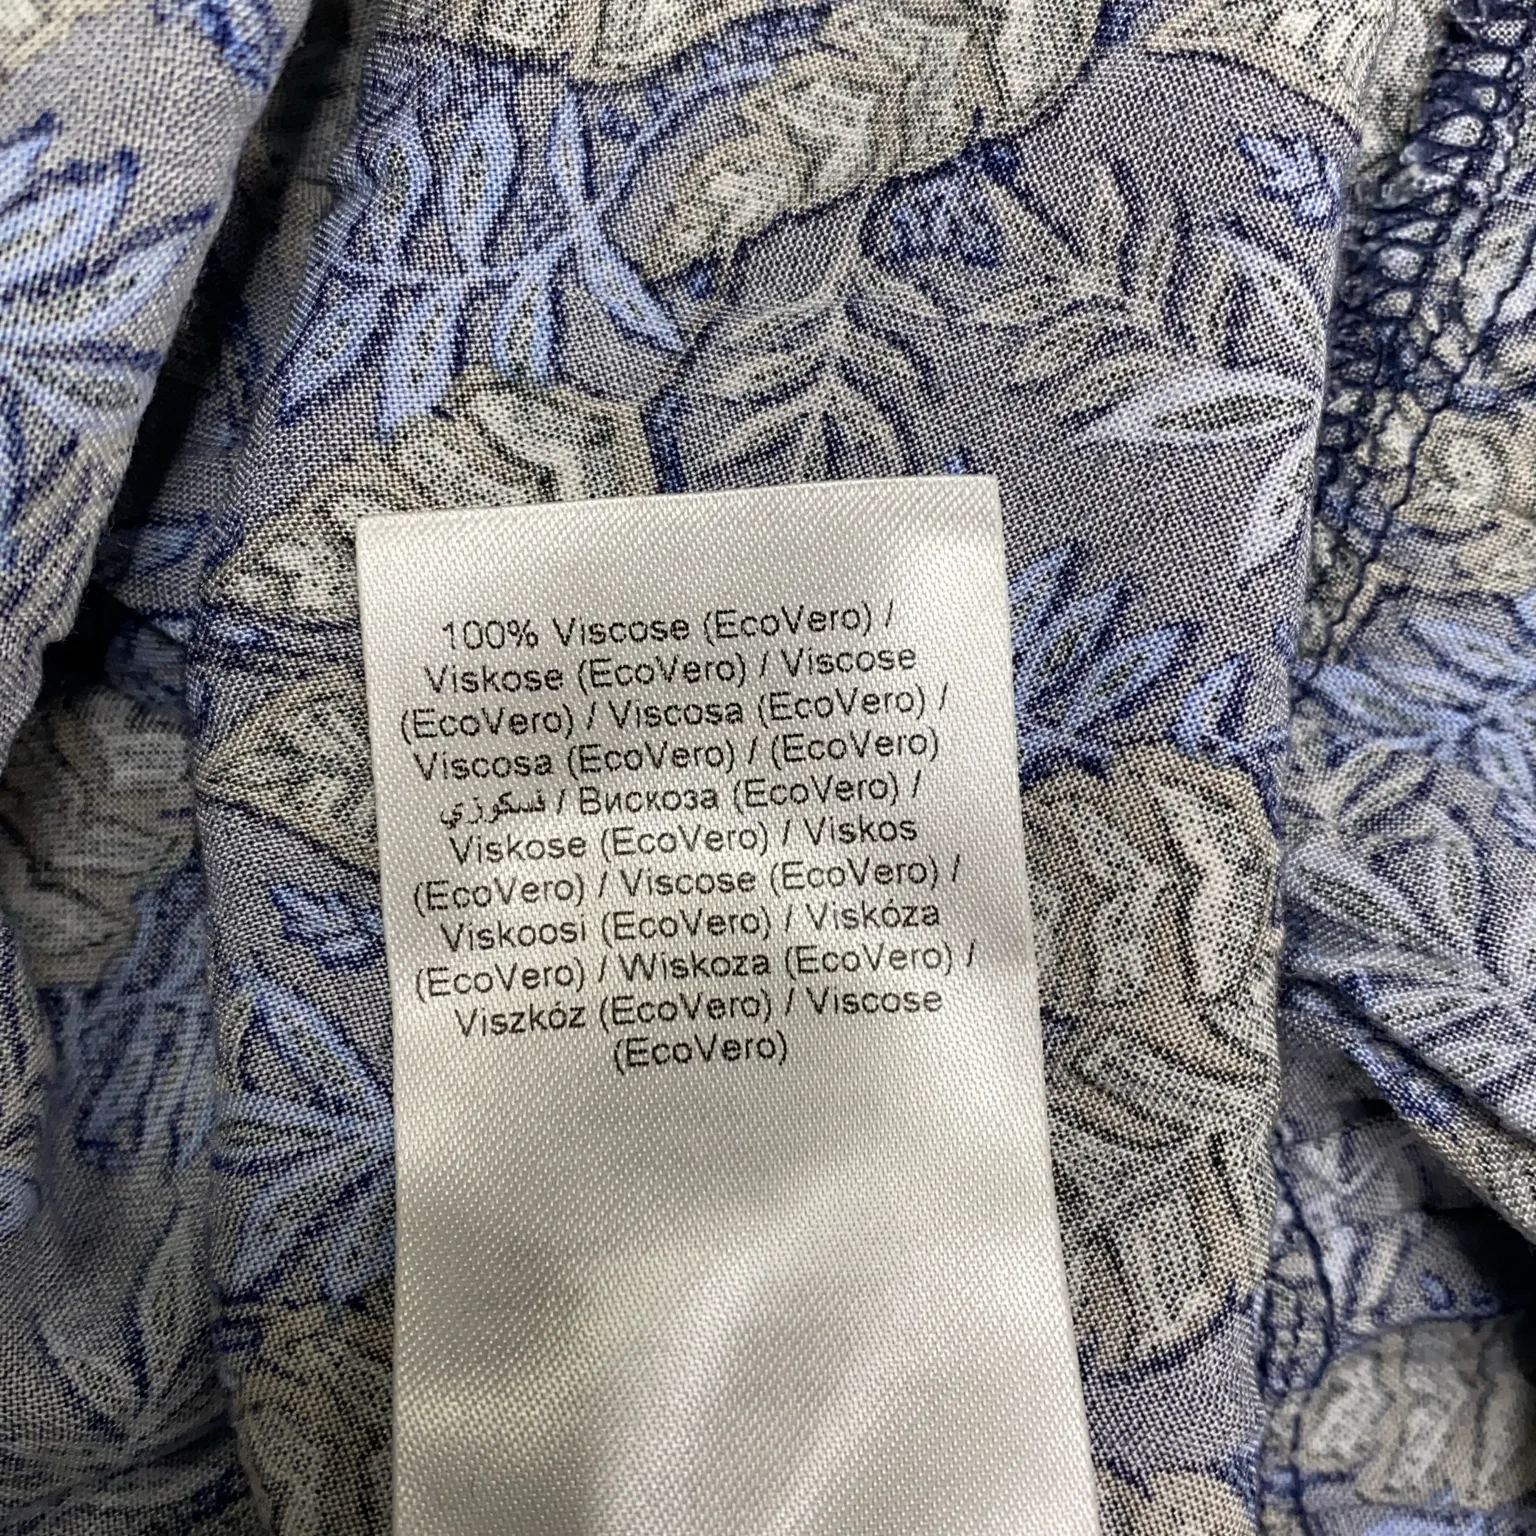 100% Viscose (EcoVero) /
Viskose (EcoVero) / Viscose
(EcoVero) / Viscosa (EcoVero) /
Viscosa (EcoVero) / (EcoVero)
فسكوزي / Вискоза (EcoVero) /
Viskose (EcoVero) / Viskos
(EcoVero) / Viscose (EcoVero) /
Viskoosi (EcoVero) / Viskóza
(EcoVero) / Wiskoza (EcoVero) /
Viszkóz (EcoVero) / Viscose
(EcoVero)